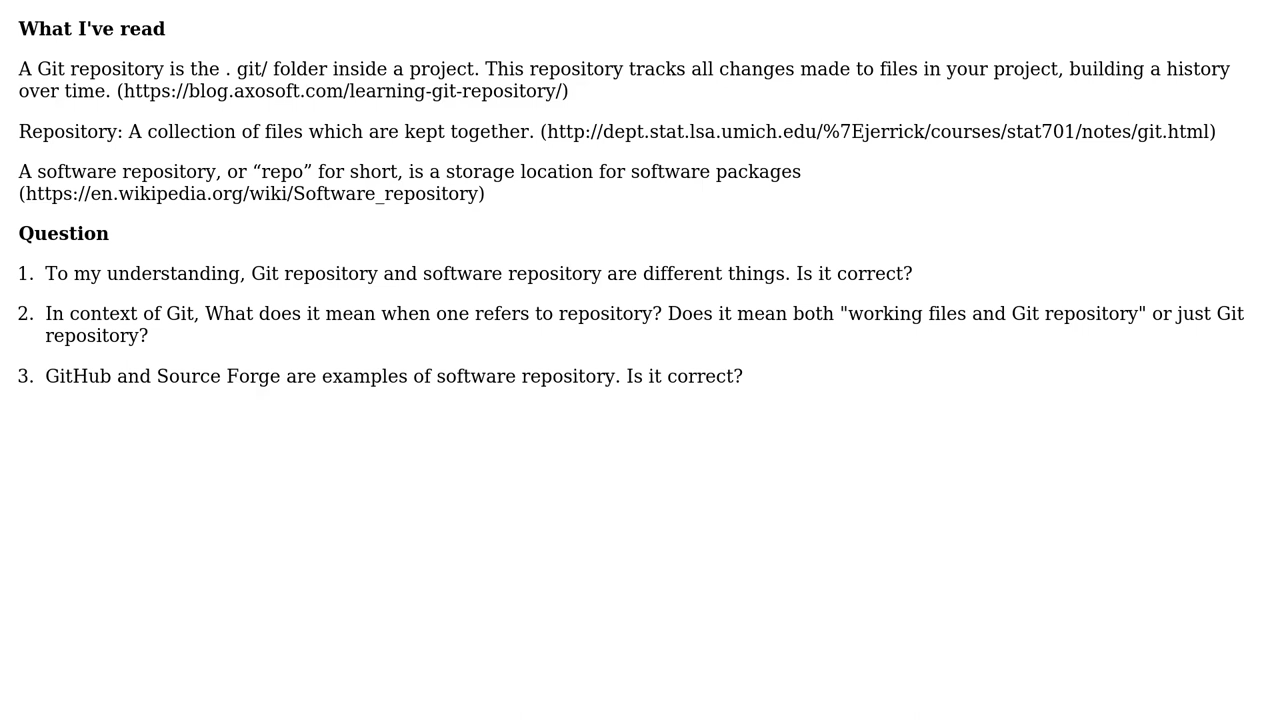 What I've read
A Git repository is the . git/ folder inside a project. This repository tracks all changes made to files in your project, building a history
over time. (https://blog.axosoft.com/learning-git-repository/)
Repository: A collection of files which are kept together. (http://dept.stat.lsa.umich.edu/%7Ejerrick/courses/stat701/notes/git.html)
A software repository, or “repo” for short, is a storage location for software packages
(https://en.wikipedia.org/wiki/Software_repository)
Question
1. To my understanding, Git repository and software repository are different things. Is it correct?
2. In context of Git, What does it mean when one refers to repository? Does it mean both "working files and Git repository" or just Git
repository?
3. GitHub and Source Forge are examples of software repository. Is it correct?